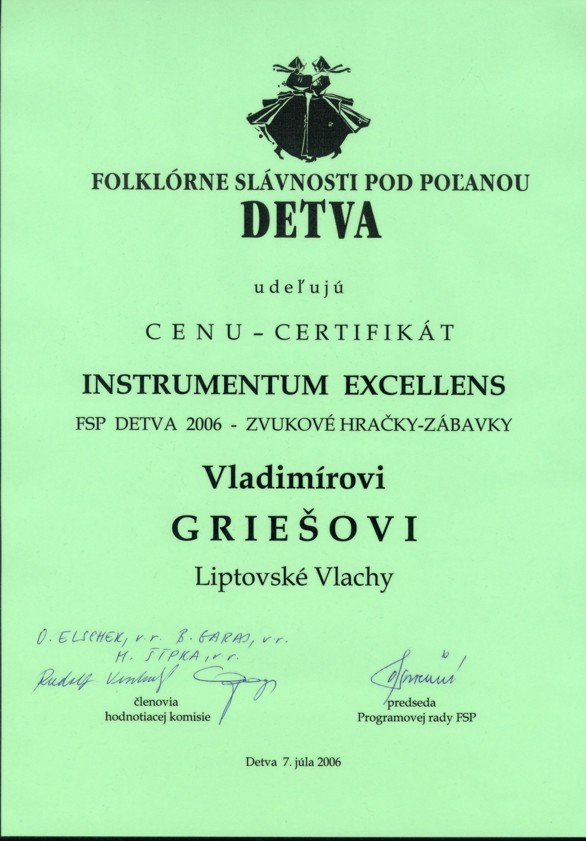 FOLKLÓRNE SLÁVNOSTI POD POĽANOU
DETVA
udeľujú
CENU – CERTIFIKÁT
INSTRUMENTUM EXCELLENS
FSP DETVA 2006 - ZVUKOVÉ HRAČKY-ZÁBAVKY
Vladimírovi
GRIEŠOVI
Liptovské Vlachy
O. ELSCHEK, v.r. B. GARAJ, v.r.
Rudolf
členovia
hodnotiacej komisie
predseda
Programovej rady FSP
Detva 7. júla 2006